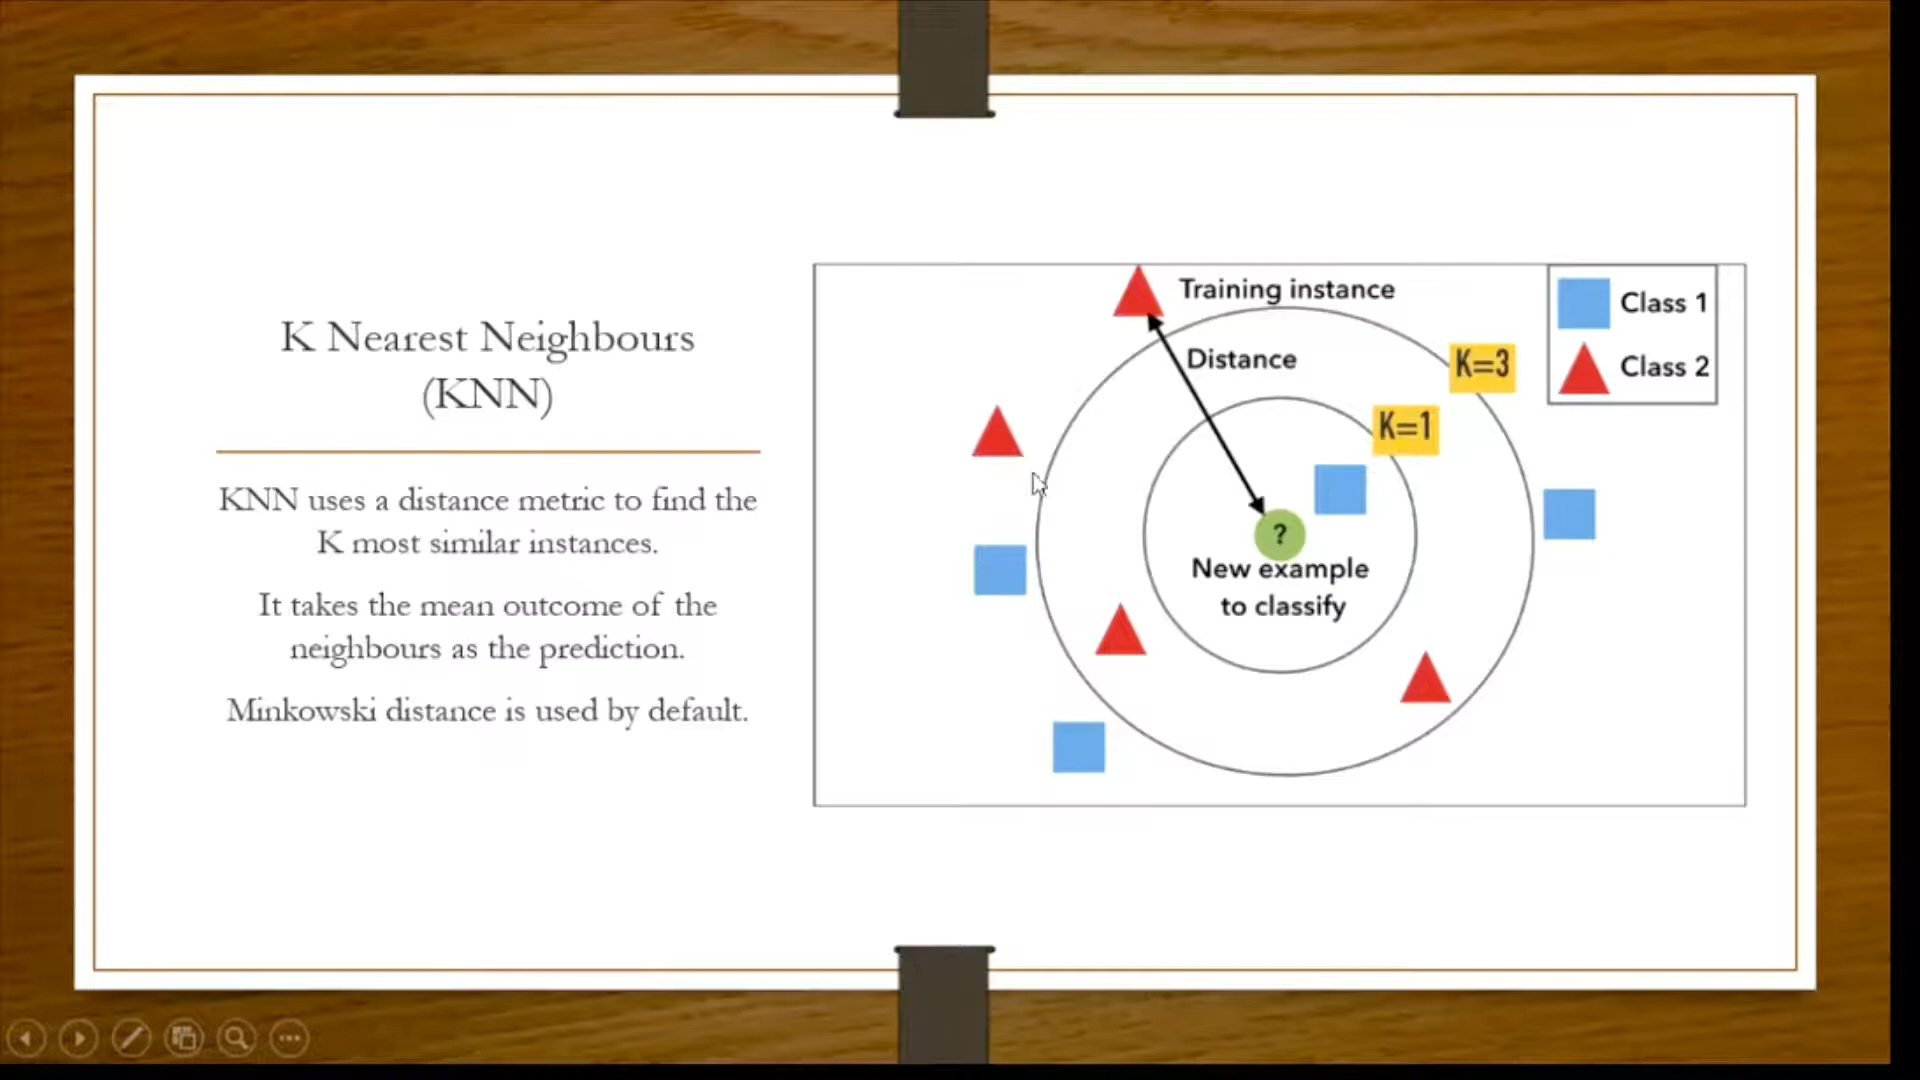 K Nearest Neighbours
(KNN)
KNN uses a distance metric to find the
K most similar instances.
It takes the mean outcome of the
neighbours as the prediction.
Minkowski distance is used by default.
Training instance
Distance
K=3
K=1
Class 1
Class 2
?
New example
to classify